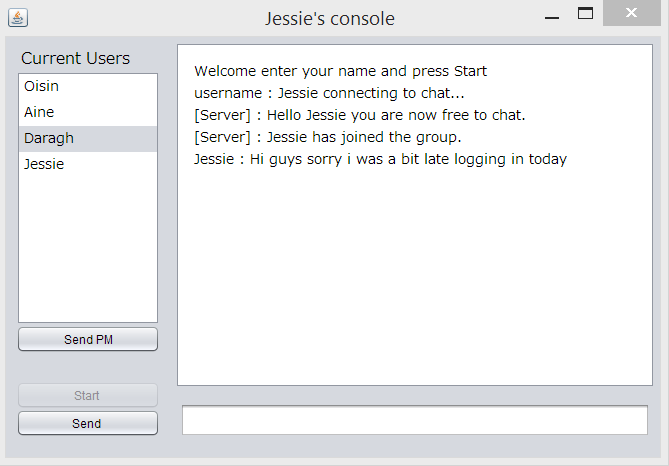 Jessie's console
Current Users
Oisin
Aine
Daragh
Jessie
Send PM
Start
Send
Welcome enter your name and press Start
username : Jessie connecting to chat...
[Server] : Hello Jessie you are now free to chat.
[Server] : Jessie has joined the group.
Jessie : Hi guys sorry i was a bit late logging in today